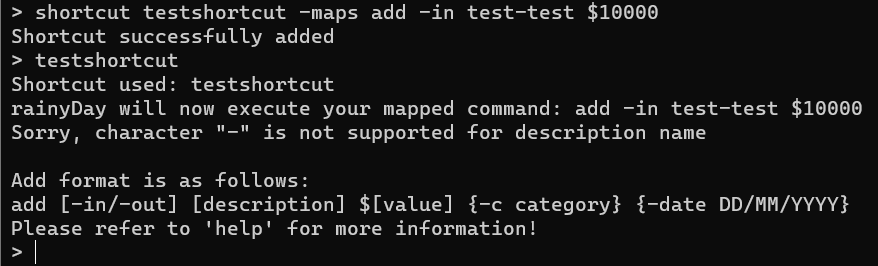 > shortcut testshortcut -maps add -in test-test $10000
Shortcut successfully added
> testshortcut
Shortcut used: testshortcut
rainyDay will now execute your mapped command: add -in test-test $10000
Sorry, character "-" is not supported for description name
Add format is as follows:
add [-in/-out] [description] $[value] {-c category} {-date DD/MM/YYYY}
Please refer to 'help' for more information!
>